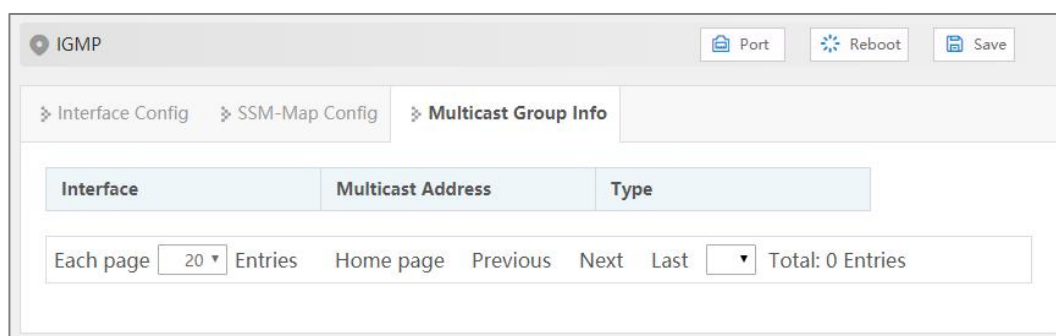 IGMP Port Reboot Save
Interface Config SSM-Map Config Multicast Group Info
Interface Multicast Address Type
Each page 20 Entries Home page Previous Next Last Total: 0 Entries